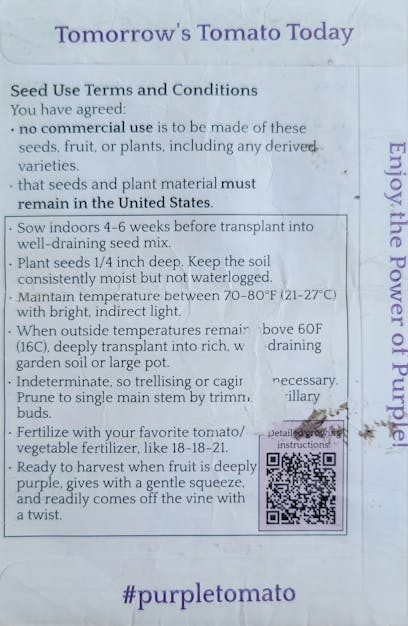 Tomorrow's Tomato Today
Seed Use Terms and Conditions
You have agreed:
· no commercial use is to be made of these
seeds, fruit, or plants, including any derived
varieties.
· that seeds and plant material must
remain in the United States.
· Sow indoors 4-6 weeks before transplant into
well-draining seed mix.
· Plant seeds 1/4 inch deep. Keep the soil
consistently moist but not waterlogged.
· Maintain temperature between 70-80°F (21-27°C)
with bright, indirect light.
· When outside temperatures remain above 60F
(16C), deeply transplant into rich, draining
garden soil or large pot.
· Indeterminate, so trellising or necessary.
Prune to single main stem by
buds.
· Fertilize with your favorite tomato/
vegetable fertilizer, like 18-18-21.
· Ready to harvest when fruit is deeply
purple, gives with a gentle squeeze,
and readily comes off the vine with
a twist.
Detailed growing
instructions!
Enjoy the Power of Purple!
#purpletomato